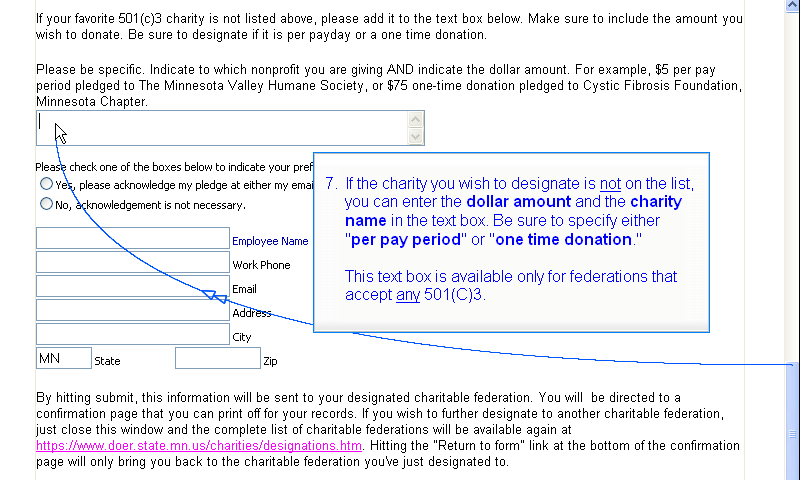 If your favorite 501(c)3 charity is not listed above, please add it to the text box below. Make sure to include the amount you
wish to donate. Be sure to designate if it is per payday or a one time donation.
Please be specific. Indicate to which nonprofit you are giving AND indicate the dollar amount. For example, $5 per pay
period pledged to The Minnesota Valley Humane Society, or $75 one-time donation pledged to Cystic Fibrosis Foundation,
Minnesota Chapter.
Please check one of the boxes below to indicate your pref
Yes, please acknowledge my pledge at either my emai
No, acknowledgement is not necessary.
7. If the charity you wish to designate is not on the list,
you can enter the dollar amount and the charity
name in the text box. Be sure to specify either
"per pay period" or "one time donation."
This text box is available only for federations that
accept any 501(C)3.
Employee Name
Work Phone
Email
Address
City
MN State Zip
By hitting submit, this information will be sent to your designated charitable federation. You will be directed to a
confirmation page that you can print off for your records. If you wish to further designate to another charitable federation,
just close this window and the complete list of charitable federations will be available again at
https://www.doer.state.mn.us/charities/designations.htm. Hitting the "Return to form" link at the bottom of the confirmation
page will only bring you back to the charitable federation you've just designated to.